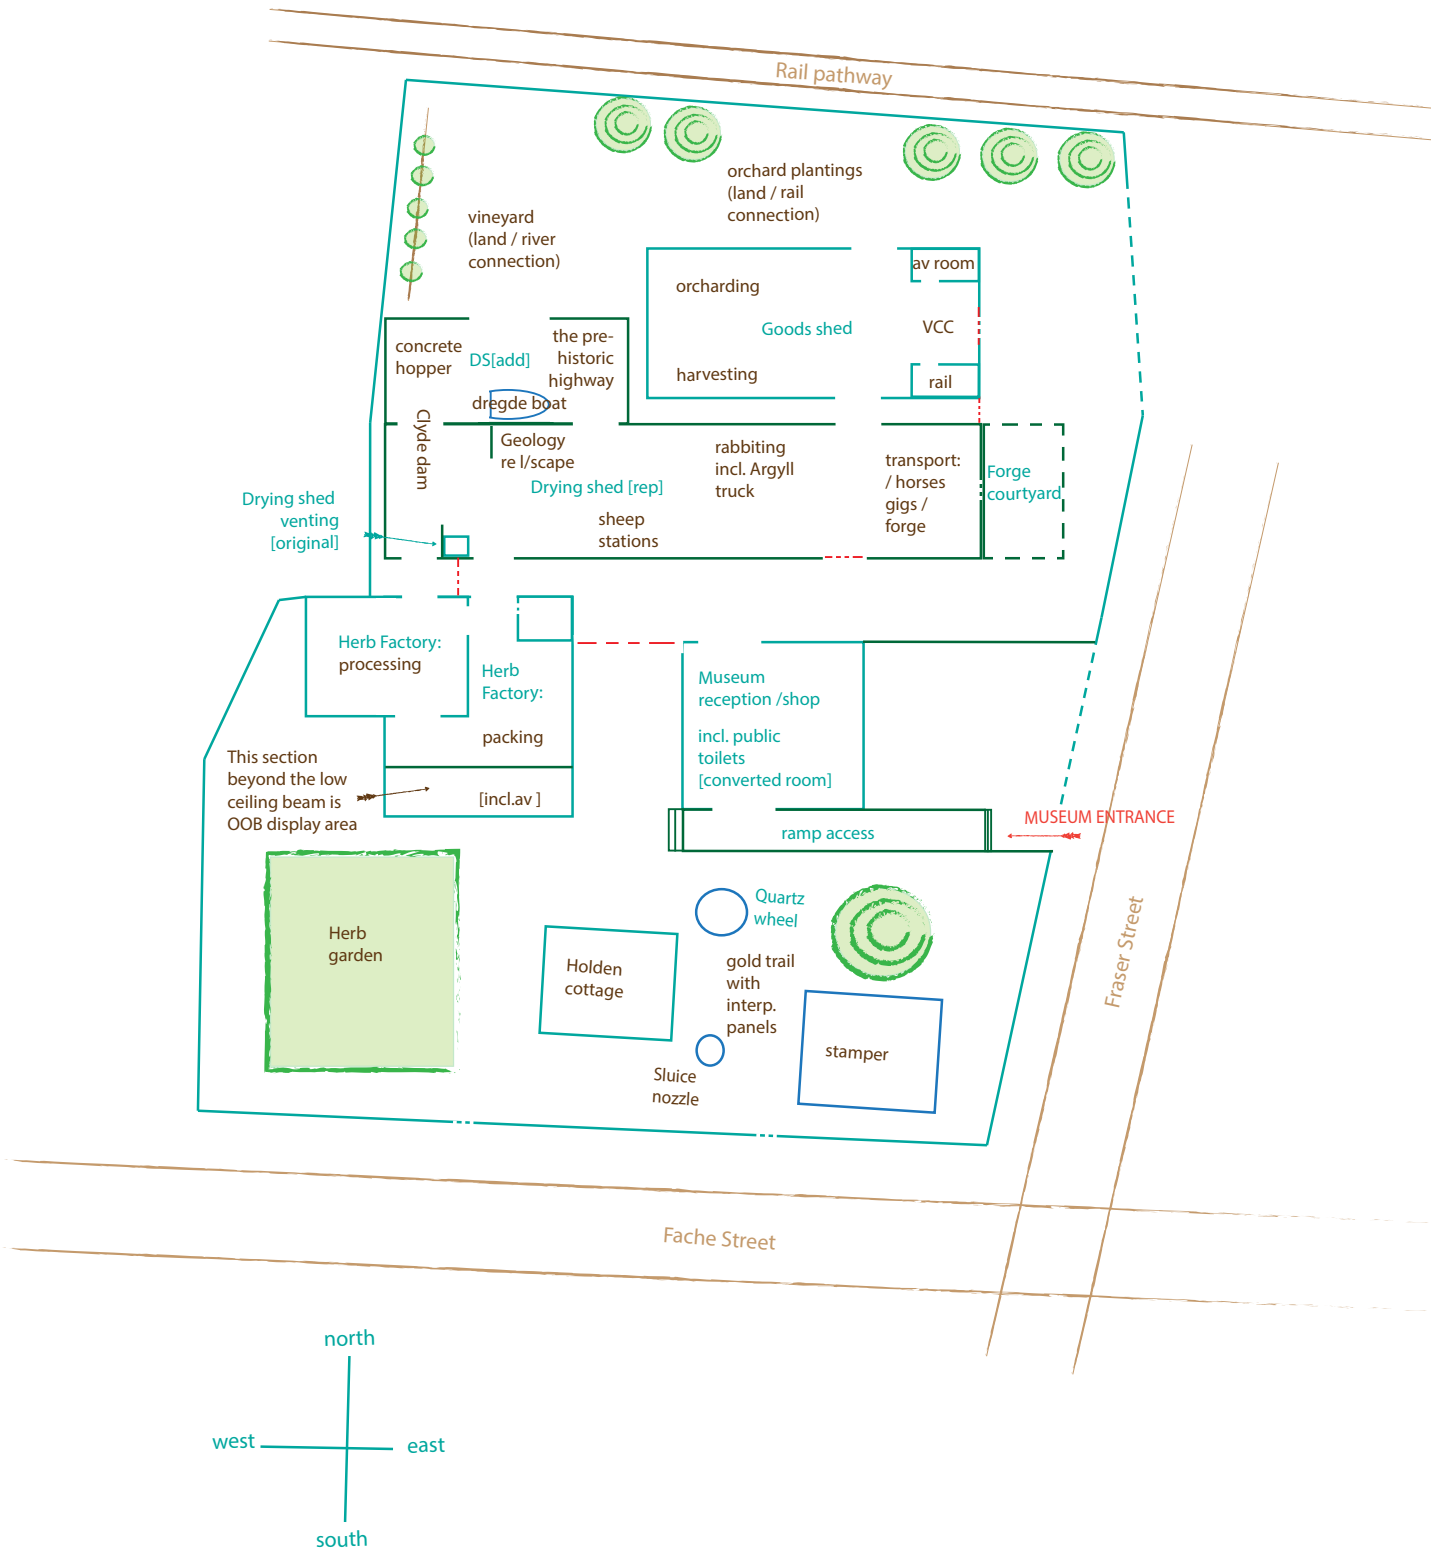 Rail pathway
orchard plantings
(land / rail
connection)
vineyard
(land / river
connection)
av room
orcharding
Goods shed
VCC
harvesting
rail
concrete
hopper
DS[add]
the pre-
historic
highway
dregde boat
Clyde dam
Geology
re l/scape
Drying shed [rep]
sheep
stations
rabbiting
incl. Argyll
truck
transport:
/ horses
gigs /
forge
Forge
courtyard
Drying shed
venting
[original]
Herb Factory:
processing
Herb
Factory:
packing
[incl.av ]
Museum
reception /shop
incl. public
toilets
[converted room]
This section
beyond the low
ceiling beam is
OOB display area
ramp access
MUSEUM ENTRANCE
Herb
garden
Holden
cottage
Quartz
wheel
gold trail
with
interp.
panels
Sluice
nozzle
stamper
Fraser Street
Fache Street
north
west
east
south